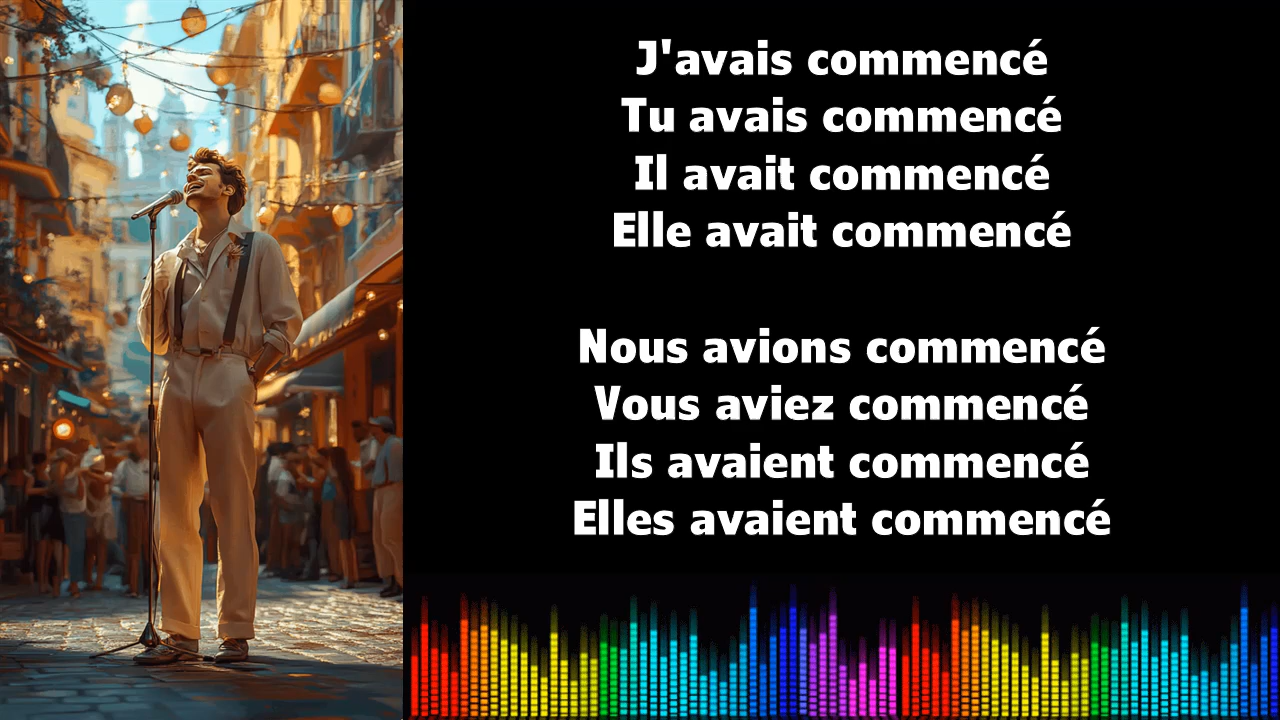 J'avais commencé
Tu avais commencé
Il avait commencé
Elle avait commencé
Nous avions commencé
Vous aviez commencé
Ils avaient commencé
Elles avaient commencé